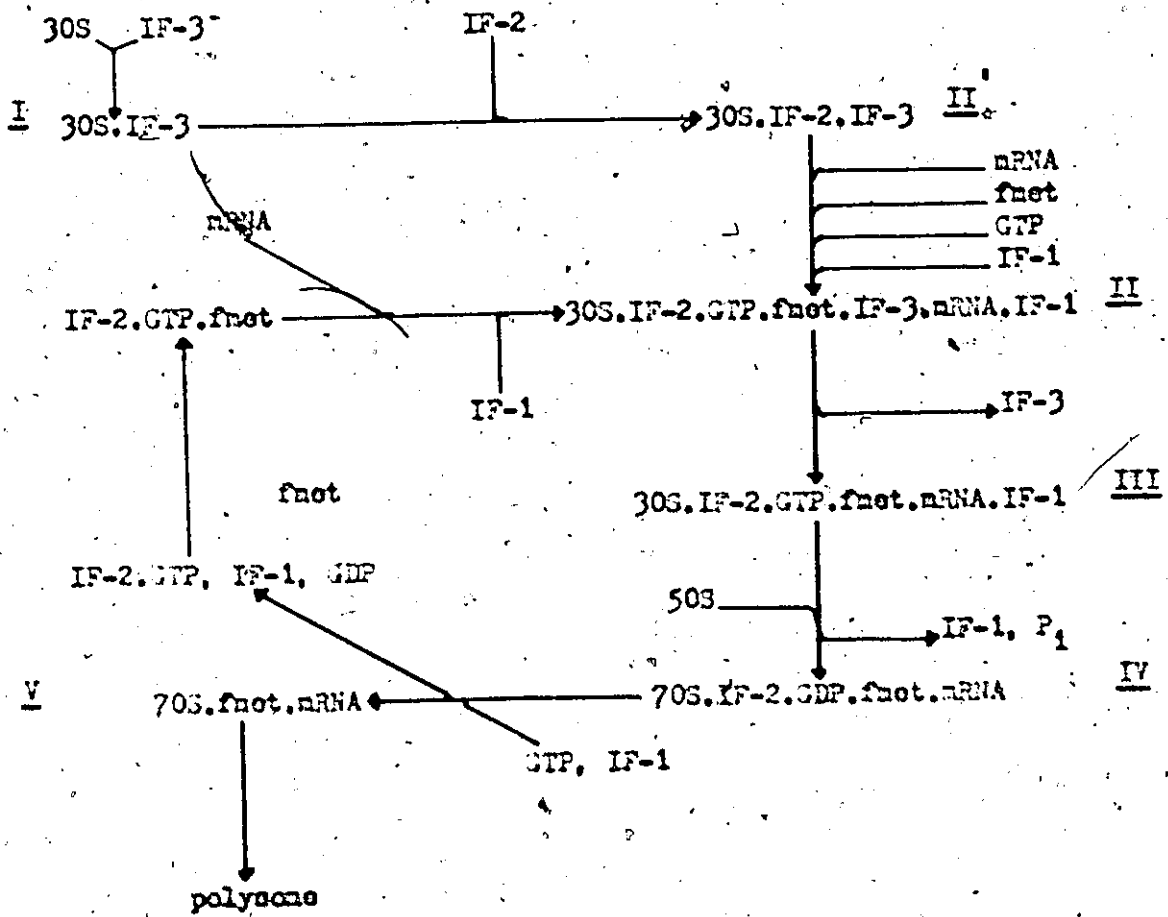 30S IF-3
IF-2
I 30S.IF-3
30S.IF-2.IF-3 II'
mRNA
fmet
GTP
IF-1
mRNA
IF-2.GTP.fmet
30S.IF-2.GTP.fmet.IF-3.mRNA.IF-1 II
IF-1
IF-3
fmet
30S.IF-2.GTP.fmet.mRNA.IF-1 III
IF-2.GTP, IF-1, GDP
50S
IF-1, Pi
V 70S.fmet.mRNA
70S.IF-2.GDP.fmet.mRNA IV
GTP, IF-1
polysome